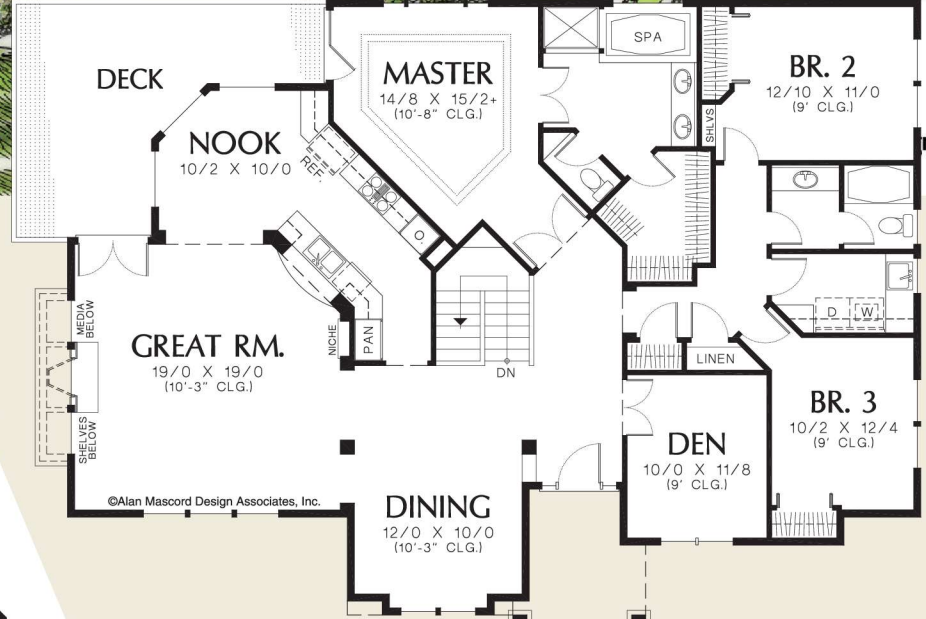 DECK
NOOK
10/2 X 10/0
REF.
MASTER
14/8 X 15/2+
(10'-8" CLG.)
SPA
SHLVS
BR. 2
12/10 X 11/0
(9' CLG.)
MEDIA
BELOW
GREAT RM.
19/0 X 19/0
(10'-3" CLG.)
SHELVES
BELOW
NICHE
PAN
DN
D
W
LINEN
BR. 3
10/2 X 12/4
(9' CLG.)
DEN
10/0 X 11/8
(9' CLG.)
DINING
12/0 X 10/0
(10'-3" CLG.)
©Alan Mascord Design Associates, Inc.